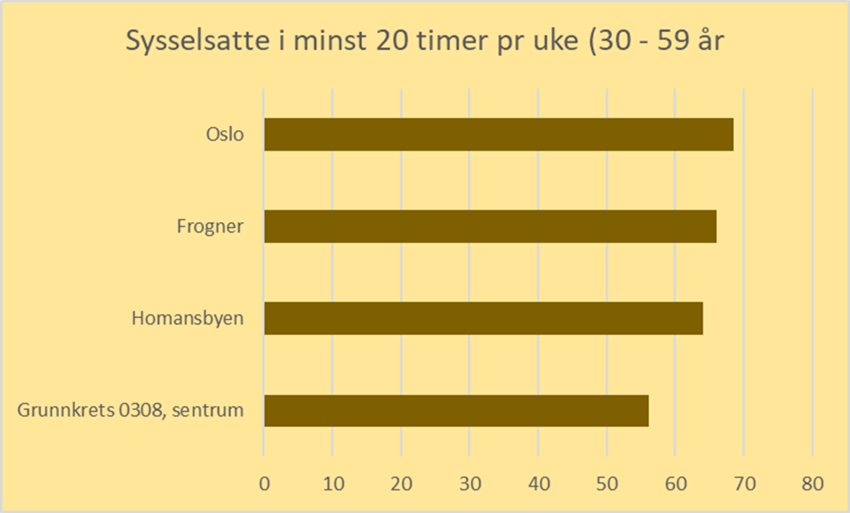 Sysselsatte i minst 20 timer pr uke (30 - 59 år
Oslo
Frogner
Homansbyen
Grunnkrets 0308, sentrum
0 10 20 30 40 50 60 70 80